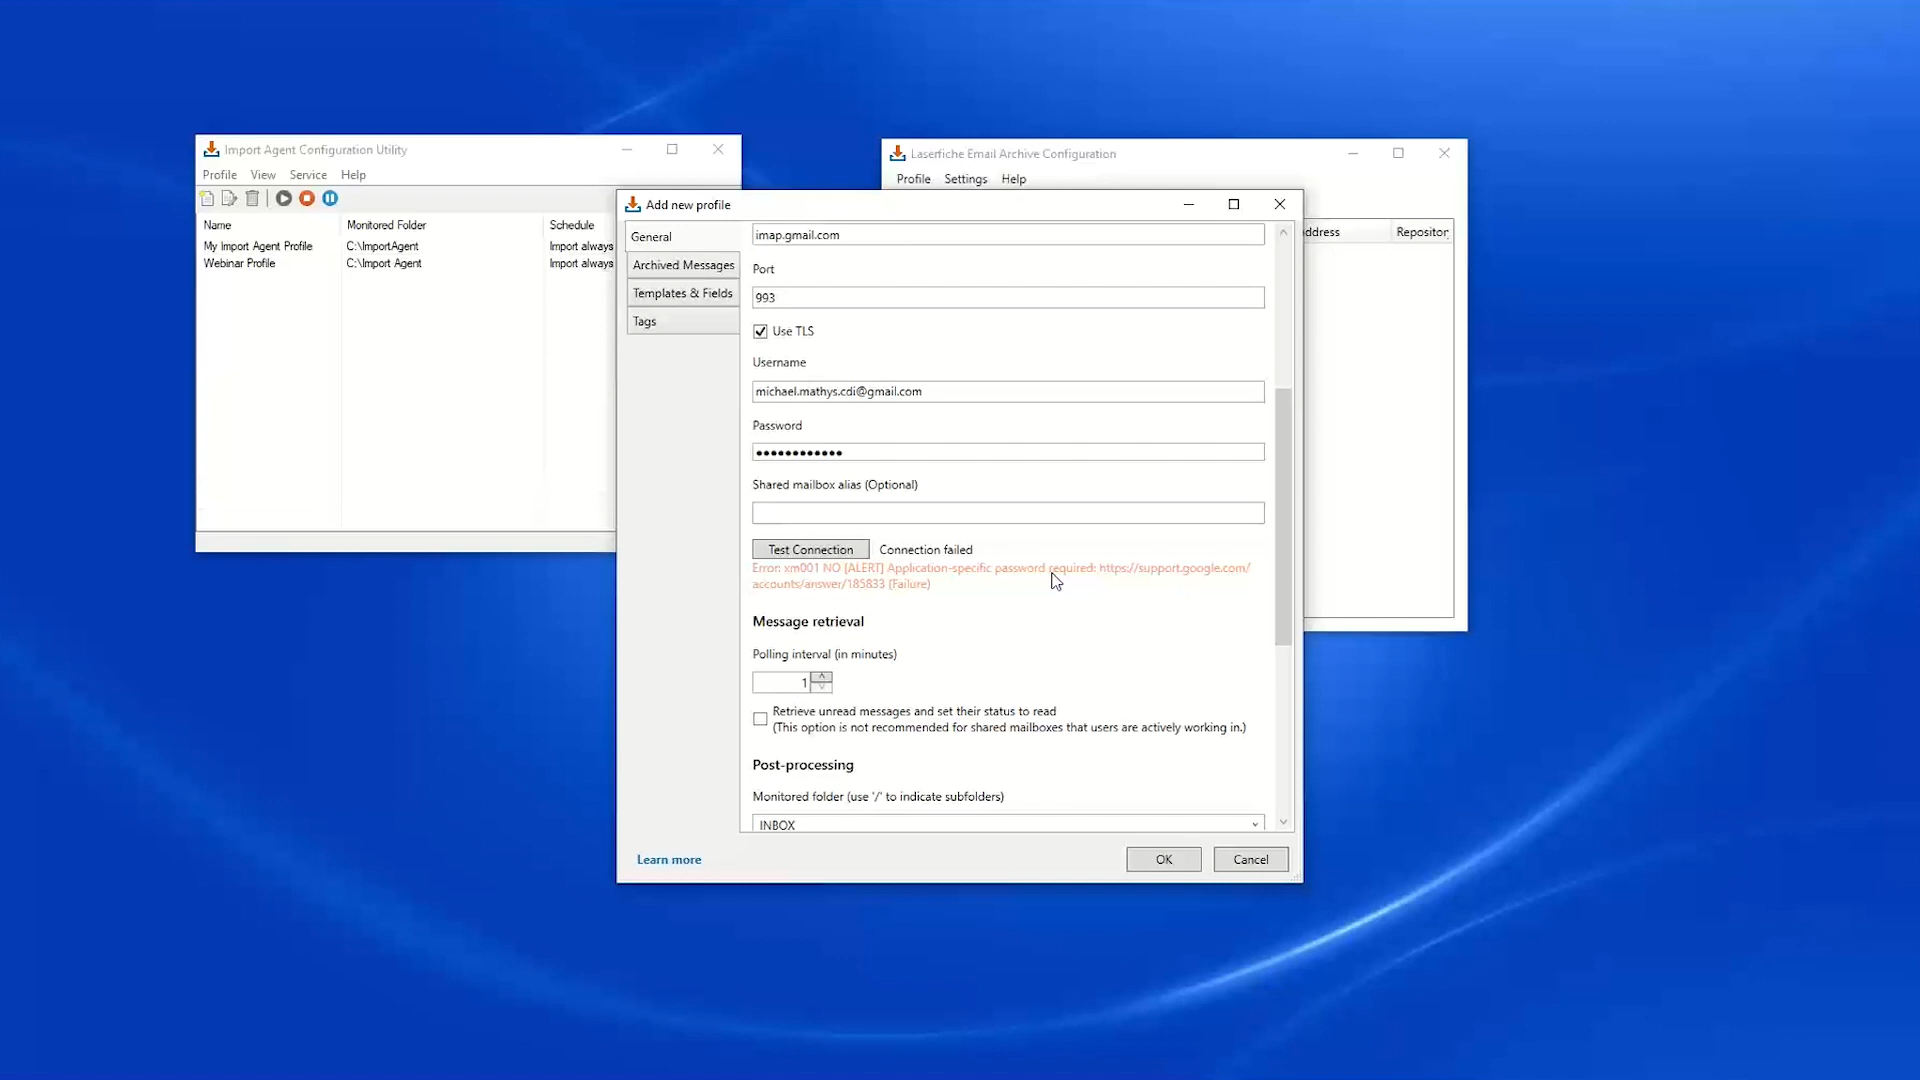 Import Agent Configuration Utility
Profile View Service Help
Name Monitored Folder Schedule
My Import Agent Profile C:\ImportAgent Import always
Webinar Profile C:\Import Agent Import always
Laserfiche Email Archive Configuration
Profile Settings Help
ddress Repository
Add new profile
General
Archived Messages
Templates & Fields
Tags
imap.gmail.com
Port
993
Use TLS
Username
michael.mathys.cdi@gmail.com
Password
••••••••••••
Shared mailbox alias (Optional)
Test Connection Connection failed
Error: xm001 NO [ALERT] Application-specific password required: https://support.google.com/
accounts/answer/185833 (Failure)
Message retrieval
Polling interval (in minutes)
1
Retrieve unread messages and set their status to read
(This option is not recommended for shared mailboxes that users are actively working in.)
Post-processing
Monitored folder (use '/' to indicate subfolders)
INBOX
Learn more OK Cancel